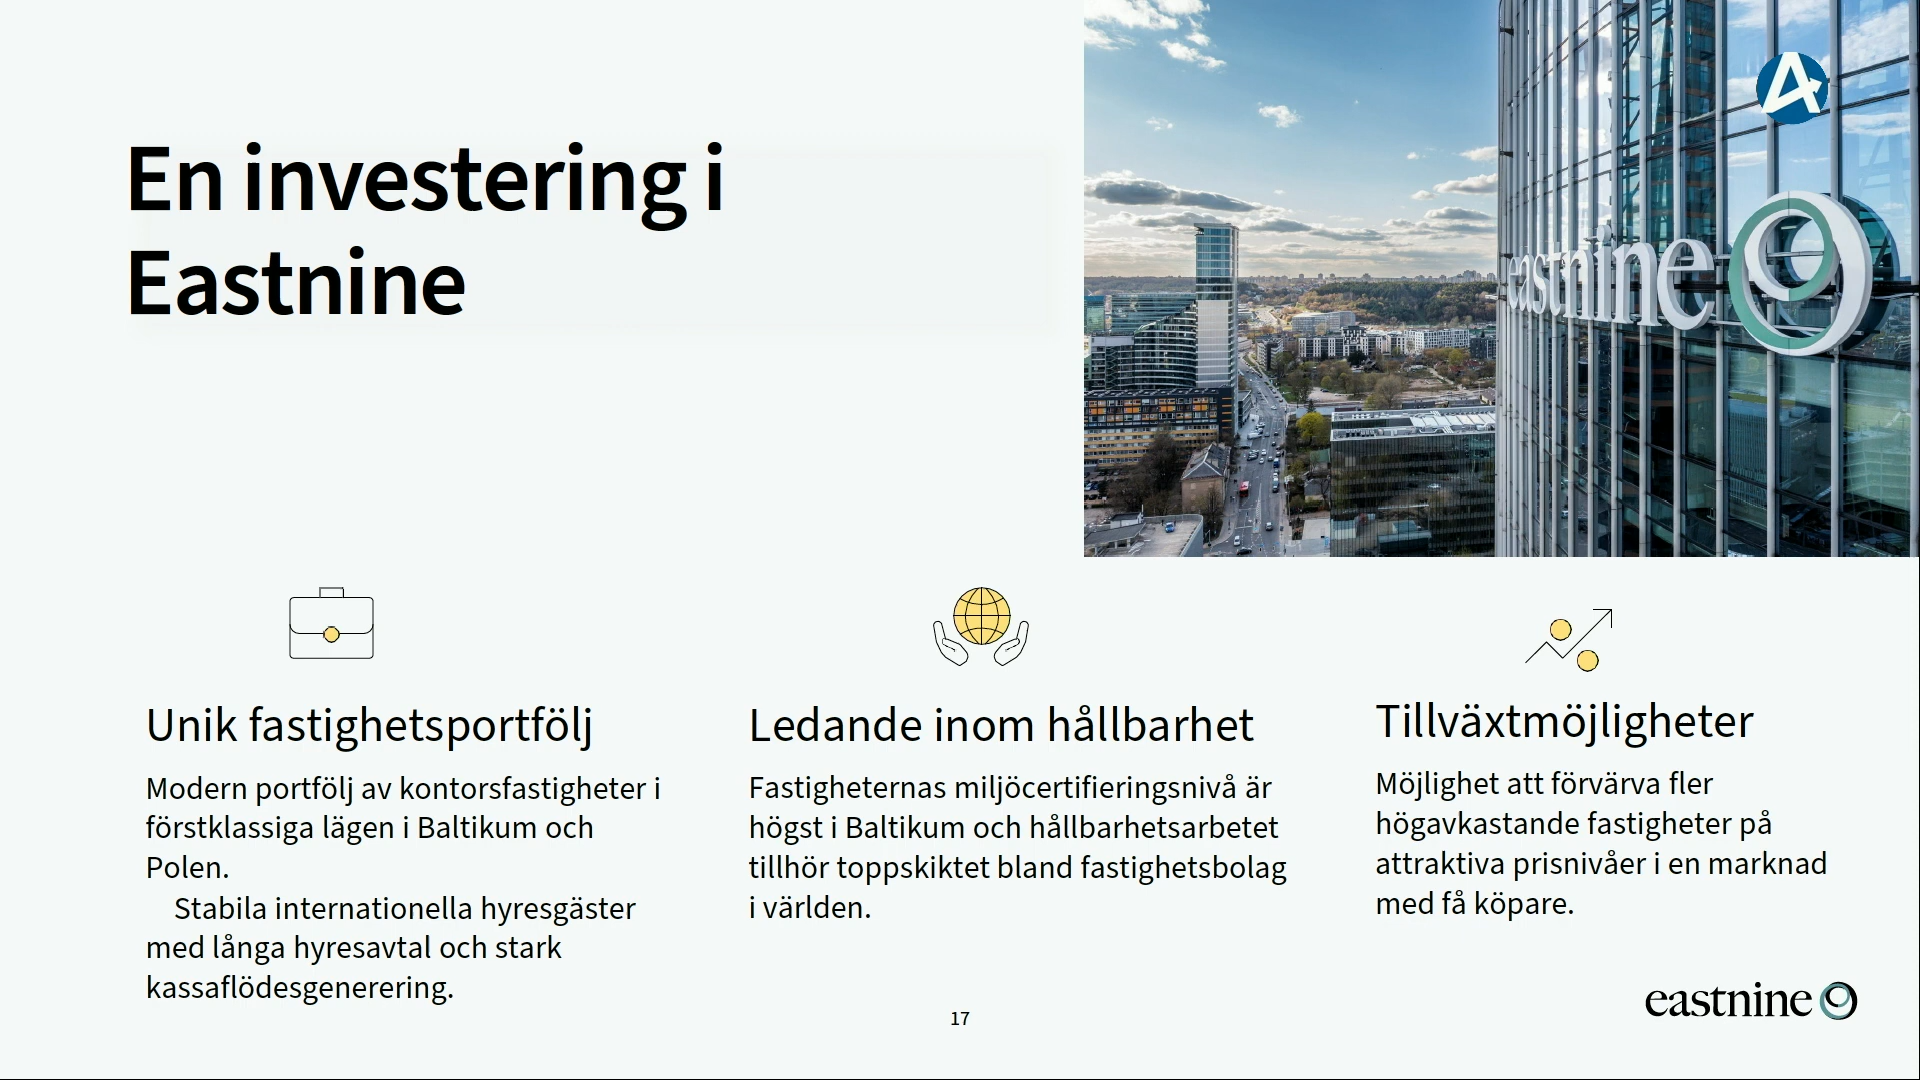 En investering i
Eastnine
eastnine
Unik fastighetsportfölj
Modern portfölj av kontorsfastigheter i
förstklassiga lägen i Baltikum och
Polen.
Stabila internationella hyresgäster
med långa hyresavtal och stark
kassaflödesgenerering.
Ledande inom hållbarhet
Fastigheternas miljöcertifieringsnivå är
högst i Baltikum och hållbarhetsarbetet
tillhör toppskiktet bland fastighetsbolag
i världen.
Tillväxtmöjligheter
Möjlighet att förvärva fler
högavkastande fastigheter på
attraktiva prisnivåer i en marknad
med få köpare.
17
eastnine